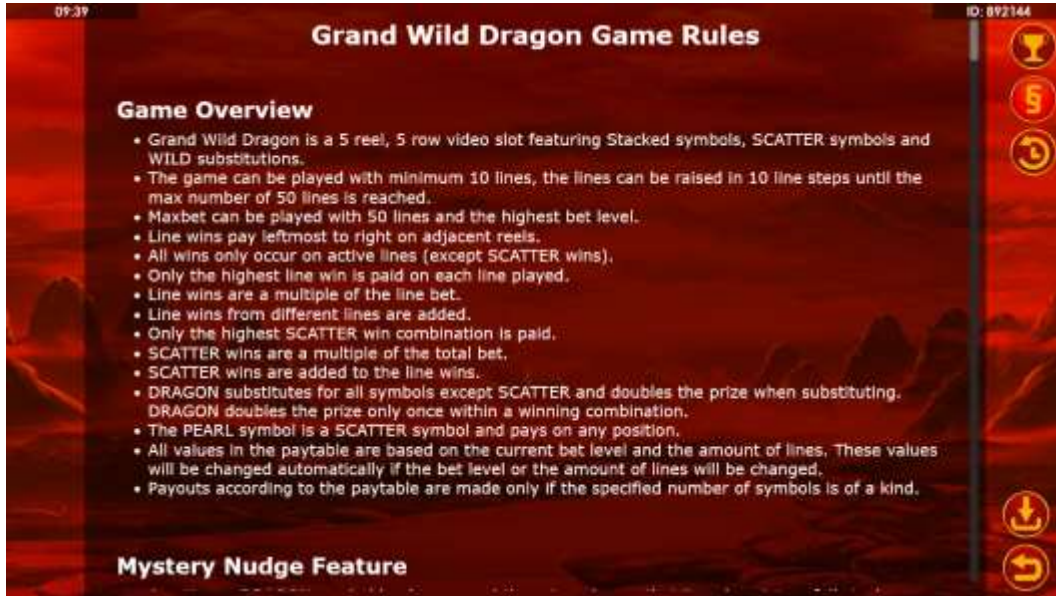 09:39
ID: 892144
Grand Wild Dragon Game Rules
Game Overview
• Grand Wild Dragon is a 5 reel, 5 row video slot featuring Stacked symbols, SCATTER symbols and
WILD substitutions.
• The game can be played with minimum 10 lines, the lines can be raised in 10 line steps until the
max number of 50 lines is reached.
• Maxbet can be played with 50 lines and the highest bet level.
• Line wins pay leftmost to right on adjacent reels.
• All wins only occur on active lines (except SCATTER wins).
• Only the highest line win is paid on each line played.
• Line wins are a multiple of the line bet.
• Line wins from different lines are added.
• Only the highest SCATTER win combination is paid.
• SCATTER wins are a multiple of the total bet.
• SCATTER wins are added to the line wins.
• DRAGON substitutes for all symbols except SCATTER and doubles the prize when substituting.
DRAGON doubles the prize only once within a winning combination.
• The PEARL symbol is a SCATTER symbol and pays on any position.
• All values in the paytable are based on the current bet level and the amount of lines. These values
will be changed automatically if the bet level or the amount of lines will be changed.
• Payouts according to the paytable are made only if the specified number of symbols is of a kind.
Mystery Nudge Feature
§